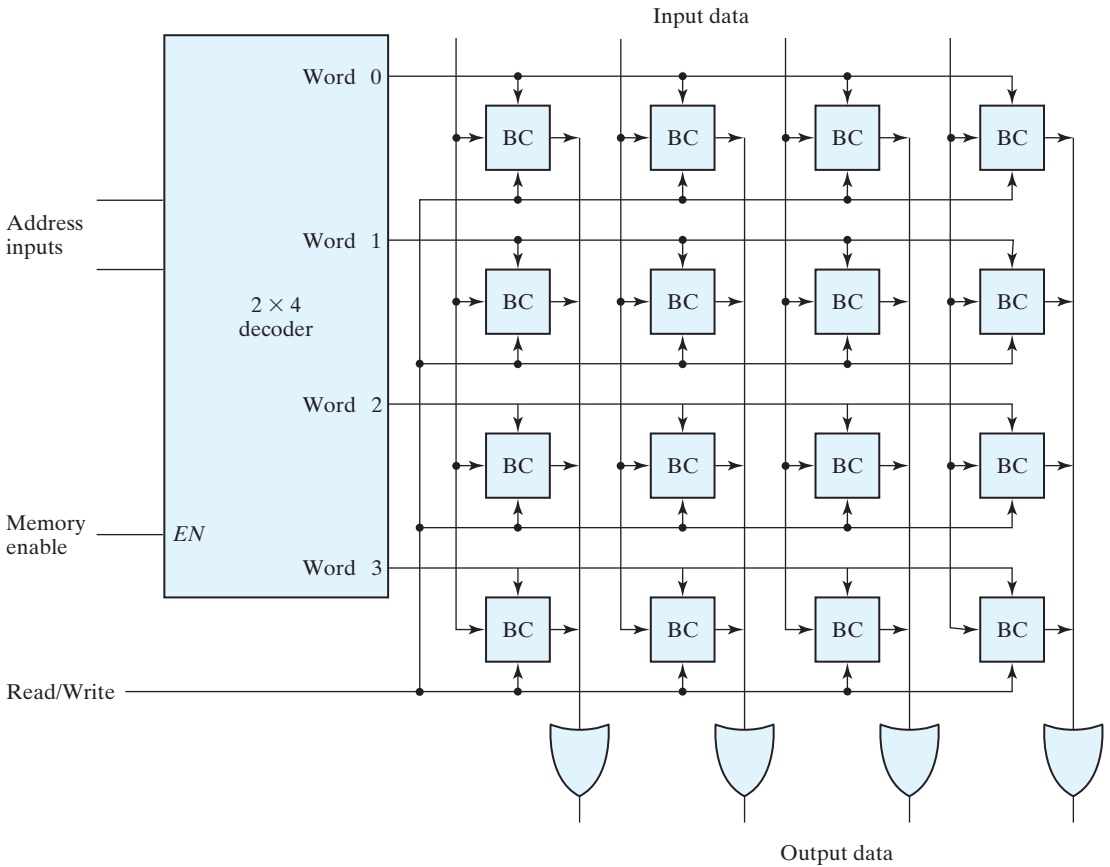 Input data
Word 0
BC BC BC BC
Address
inputs
Word 1
2 × 4
decoder
BC BC BC BC
Word 2
BC BC BC BC
Memory
enable
EN
Word 3
BC BC BC BC
Read/Write
Output data